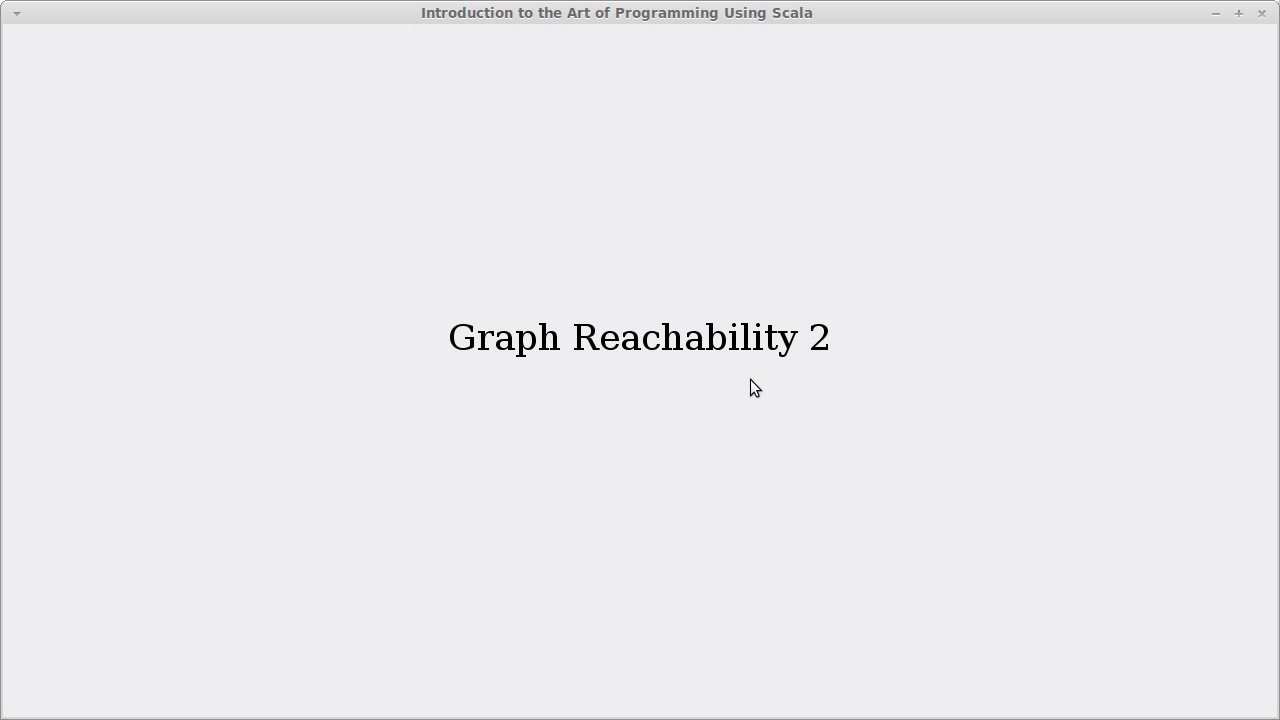 Introduction to the Art of Programming Using Scala
Graph Reachability 2